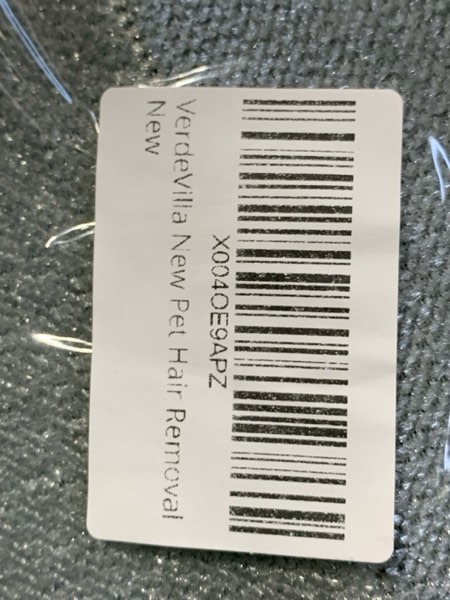 X004OE9APZ
VerdeVilla New Pet Hair Removal
New